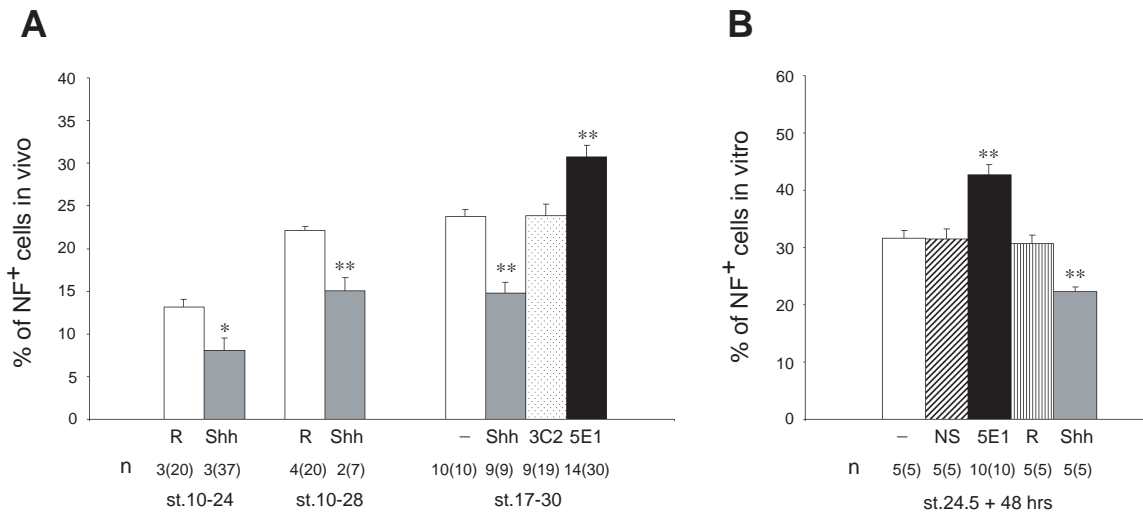 A
% of NF+ cells in vivo
40
35
30
25
20
15
10
5
0
*
**
**
**
R Shh R Shh – Shh 3C2 5E1
n 3(20) 3(37) 4(20) 2(7) 10(10) 9(9) 9(19) 14(30)
st.10-24 st.10-28 st.17-30
B
% of NF+ cells in vitro
60
50
40
30
20
10
0
**
**
– NS 5E1 R Shh
n 5(5) 5(5) 10(10) 5(5) 5(5)
st.24.5 + 48 hrs